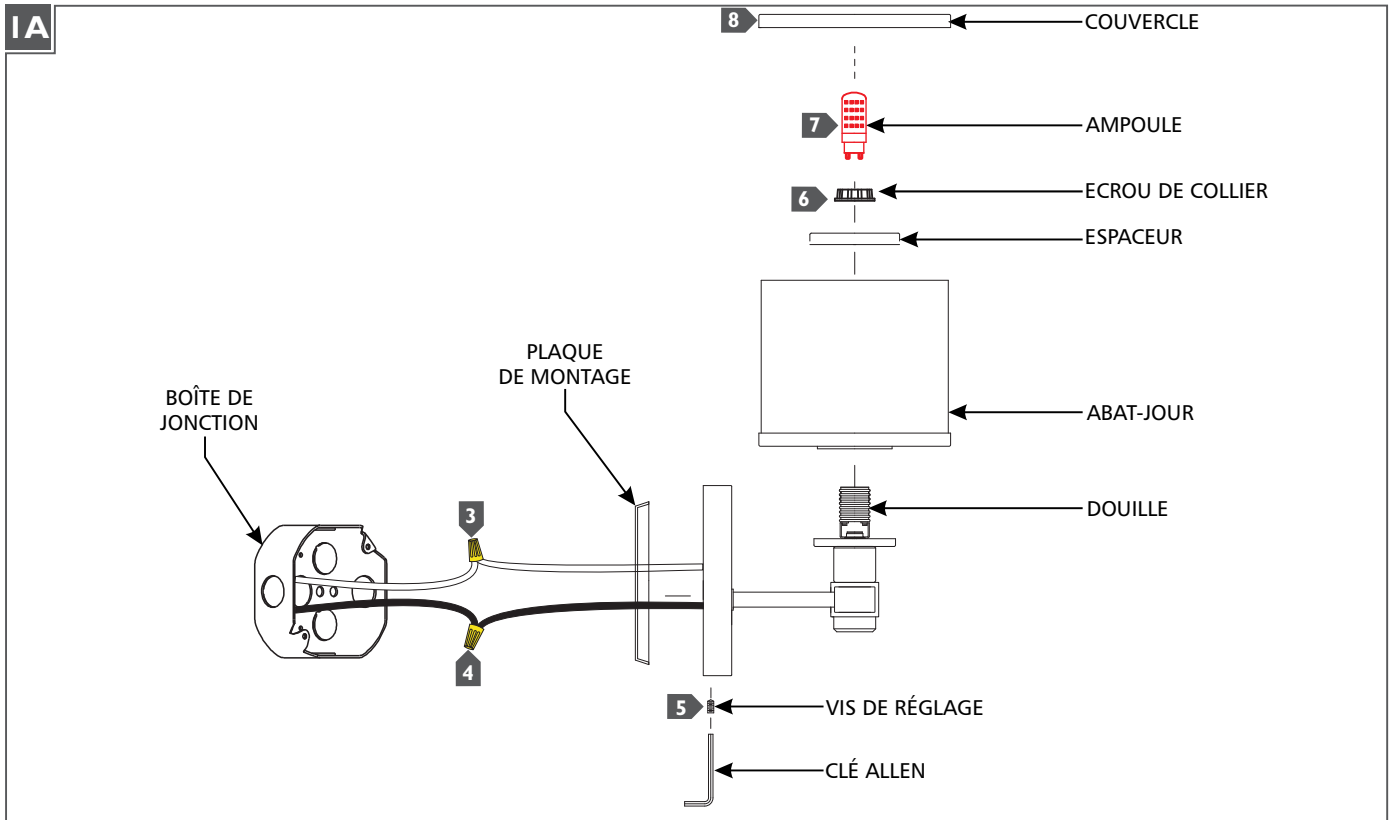 1A
8
COUVERCLE
7
AMPOULE
6
ECROU DE COLLIER
ESPACEUR
PLAQUE
DE MONTAGE
BOÎTE DE
JONCTION
ABAT-JOUR
3
DOUILLE
4
5
VIS DE RÉGLAGE
CLÉ ALLEN